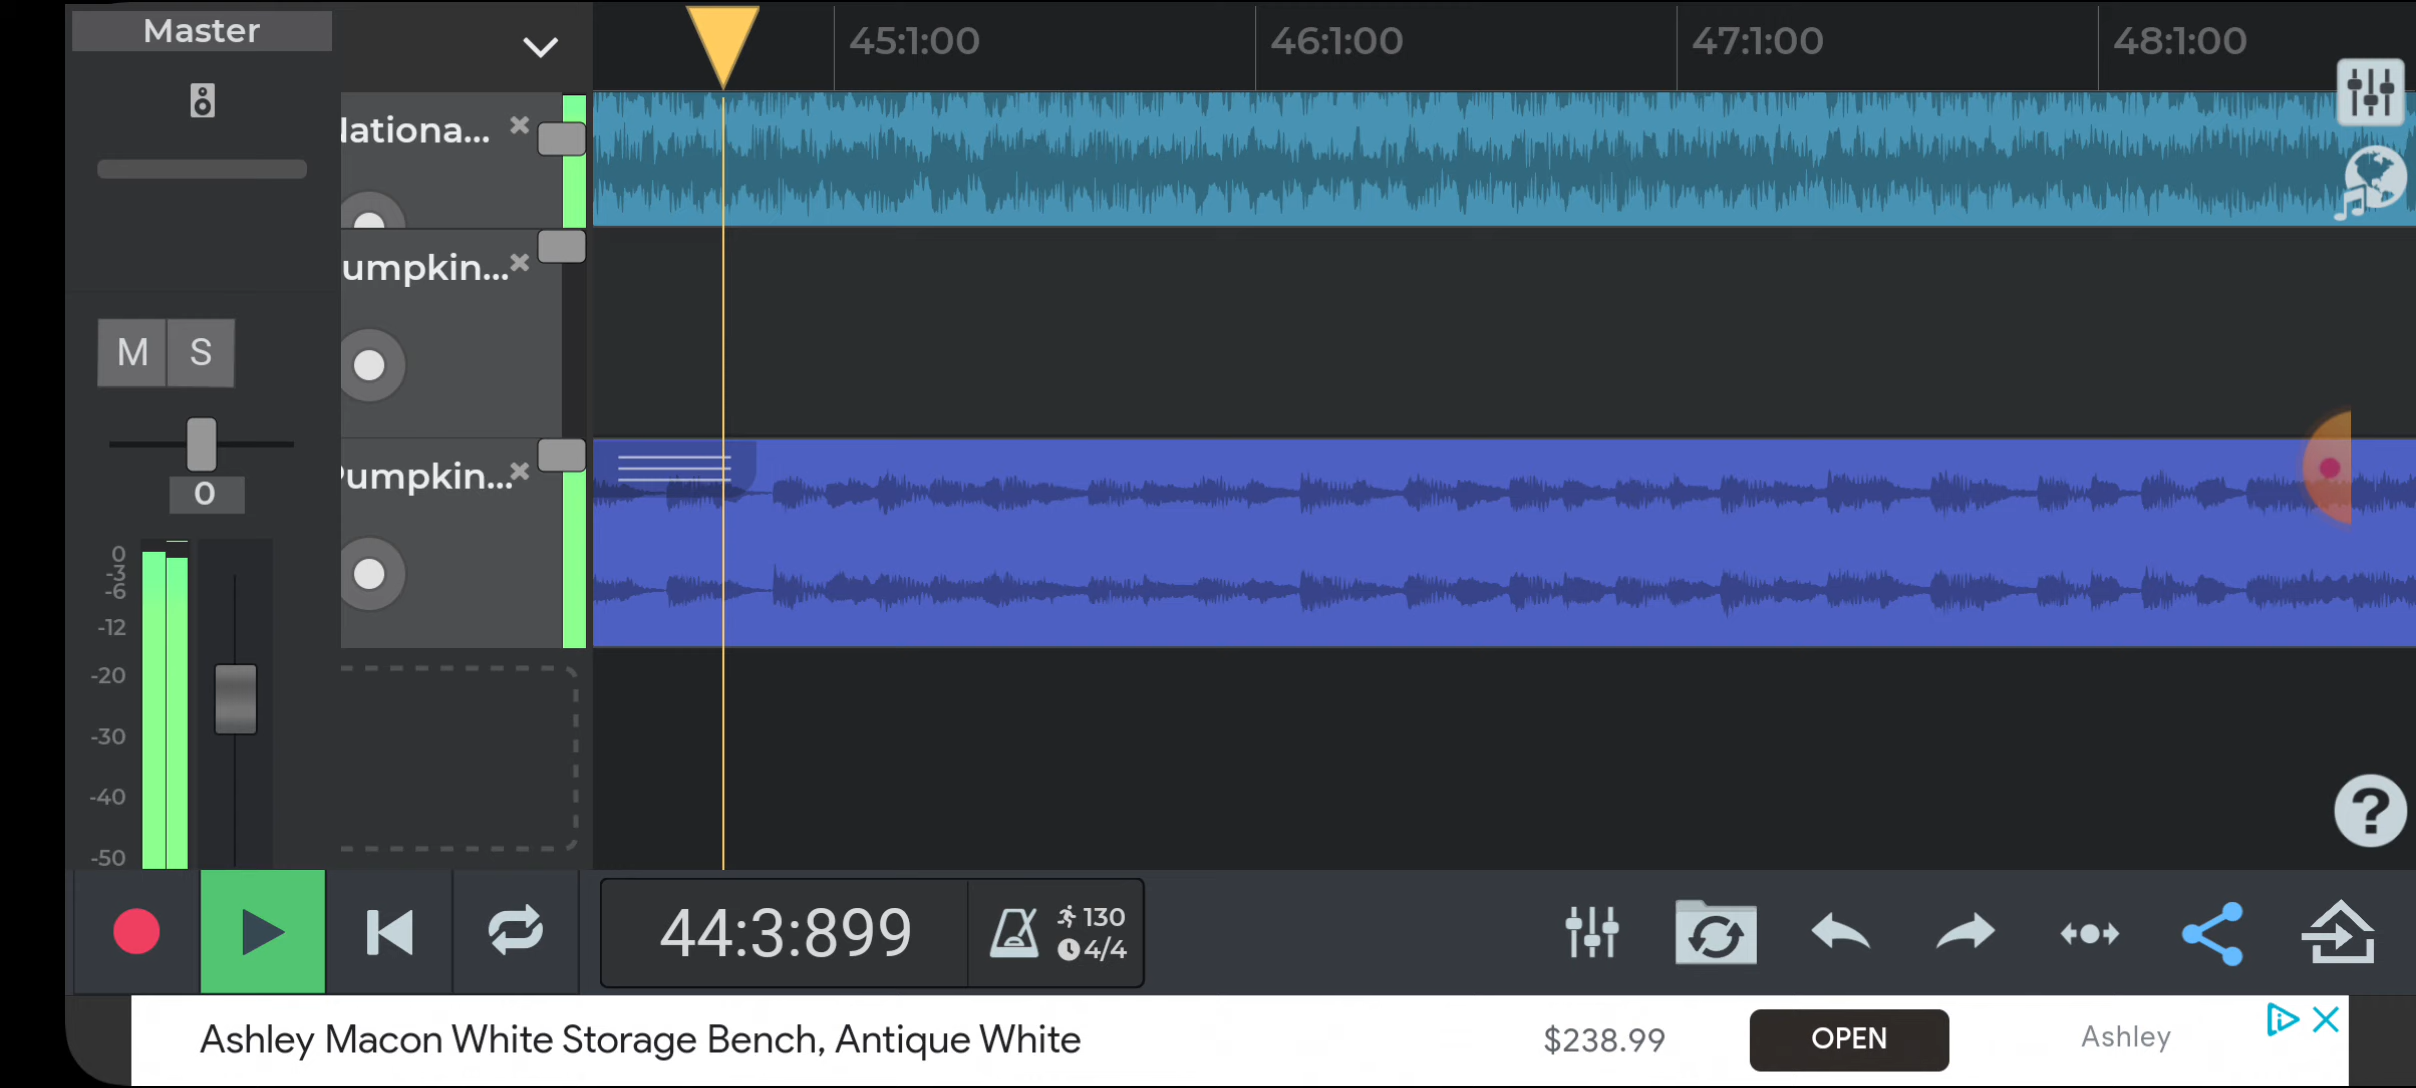 Master
45:1:00
46:1:00
47:1:00
48:1:00
Nationa...
umpkin...
Pumpkin...
M
S
0
0
-3
-6
-12
-20
-30
-40
-50
44:3:899
130
4/4
?
Ashley Macon White Storage Bench, Antique White
$238.99
OPEN
Ashley